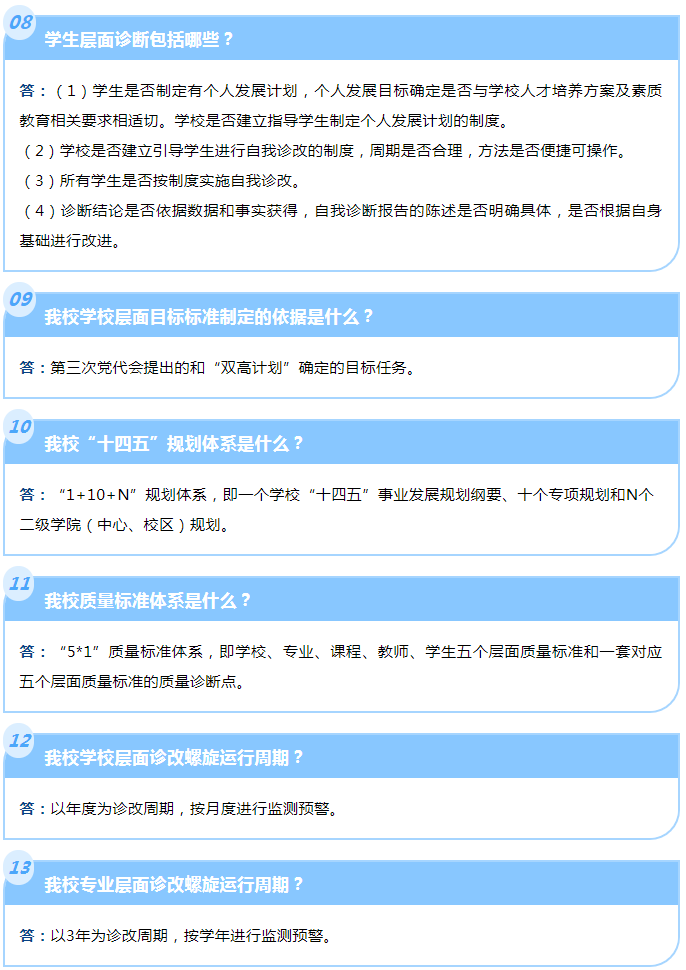 08
学生层面诊断包括哪些？
答：（1）学生是否制定有个人发展计划，个人发展目标确定是否与学校人才培养方案及素质
教育相关要求相适切。学校是否建立指导学生制定个人发展计划的制度。
（2）学校是否建立引导学生进行自我诊改的制度，周期是否合理，方法是否便捷可操作。
（3）所有学生是否按制度实施自我诊改。
（4）诊断结论是否依据数据和事实获得，自我诊断报告的陈述是否明确具体，是否根据自身
基础进行改进。
09
我校学校层面目标标准制定的依据是什么？
答：第三次党代会提出的和“双高计划”确定的目标任务。
10
我校“十四五”规划体系是什么？
答：“1+10+N”规划体系，即一个学校“十四五”事业发展规划纲要、十个专项规划和N个
二级学院（中心、校区）规划。
11
我校质量标准体系是什么？
答：“5*1”质量标准体系，即学校、专业、课程、教师、学生五个层面质量标准和一套对应
五个层面质量标准的质量诊断点。
12
我校学校层面诊改螺旋运行周期？
答：以年度为诊改周期，按月度进行监测预警。
13
我校专业层面诊改螺旋运行周期？
答：以3年为诊改周期，按学年进行监测预警。